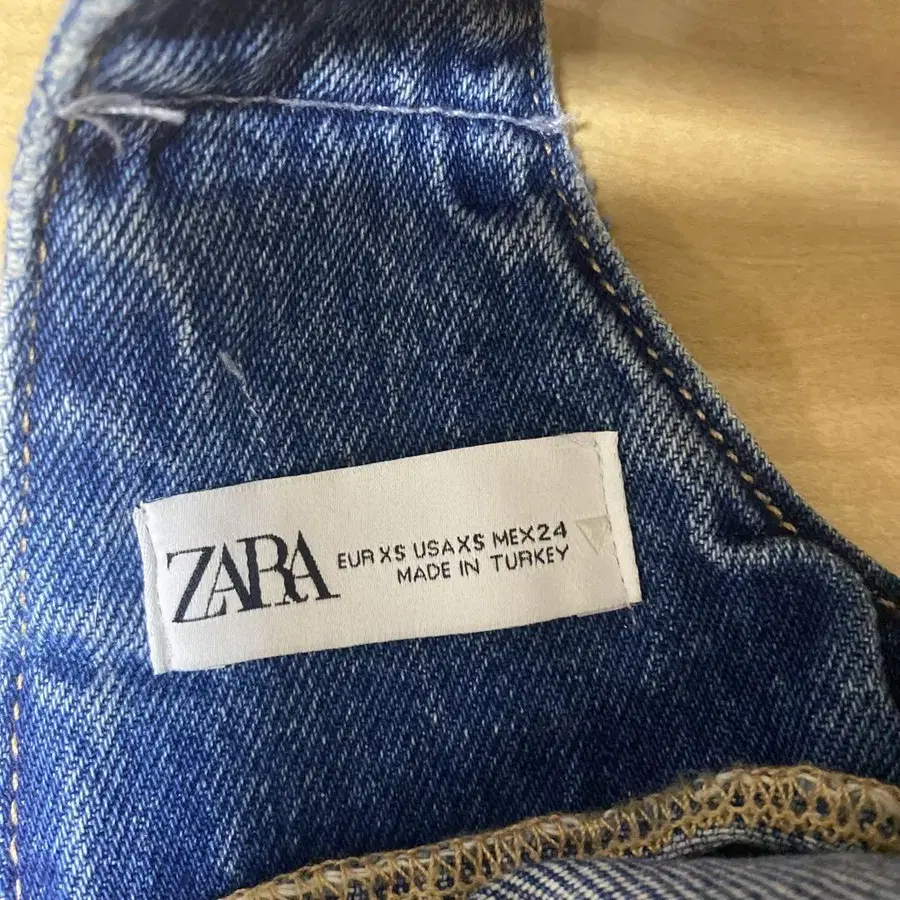 ZARA
EUR XS USA XS MEX 24
MADE IN TURKEY